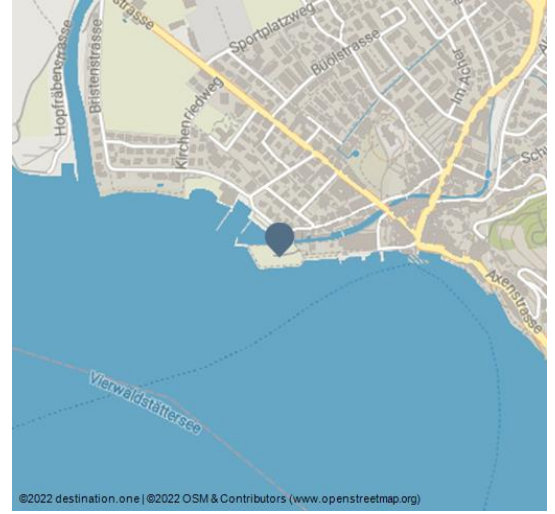 strasse
Sportplatzweg
Buolstrasse
Im Acher
Hopfräbenstrasse
Bristenstrasse
Kirchenriedweg
Axenstrasse
Vierwaldstättersee
©2022 destination.one | ©2022 OSM & Contributors (www.openstreetmap.org)